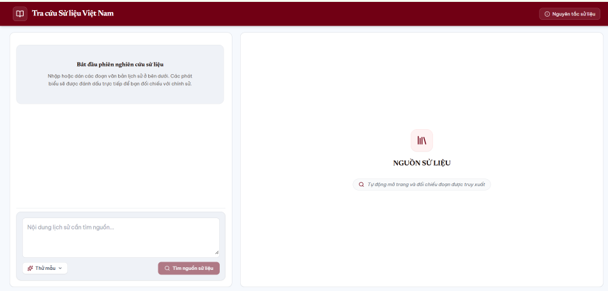 Tra cứu Sử liệu Việt Nam
Nguyên tắc sử liệu
Bắt đầu phiên nghiên cứu sử liệu
Nhập hoặc dán các đoạn văn bản lịch sử ở bên dưới. Các phát
biểu sẽ được đánh dấu trực tiếp để bạn đối chiếu với chính sử.
NGUỒN SỬ LIỆU
Tự động mở trang và đối chiếu đoạn được truy xuất
Nội dung lịch sử cần tìm nguồn...
Thử mẫu
Tìm nguồn sử liệu